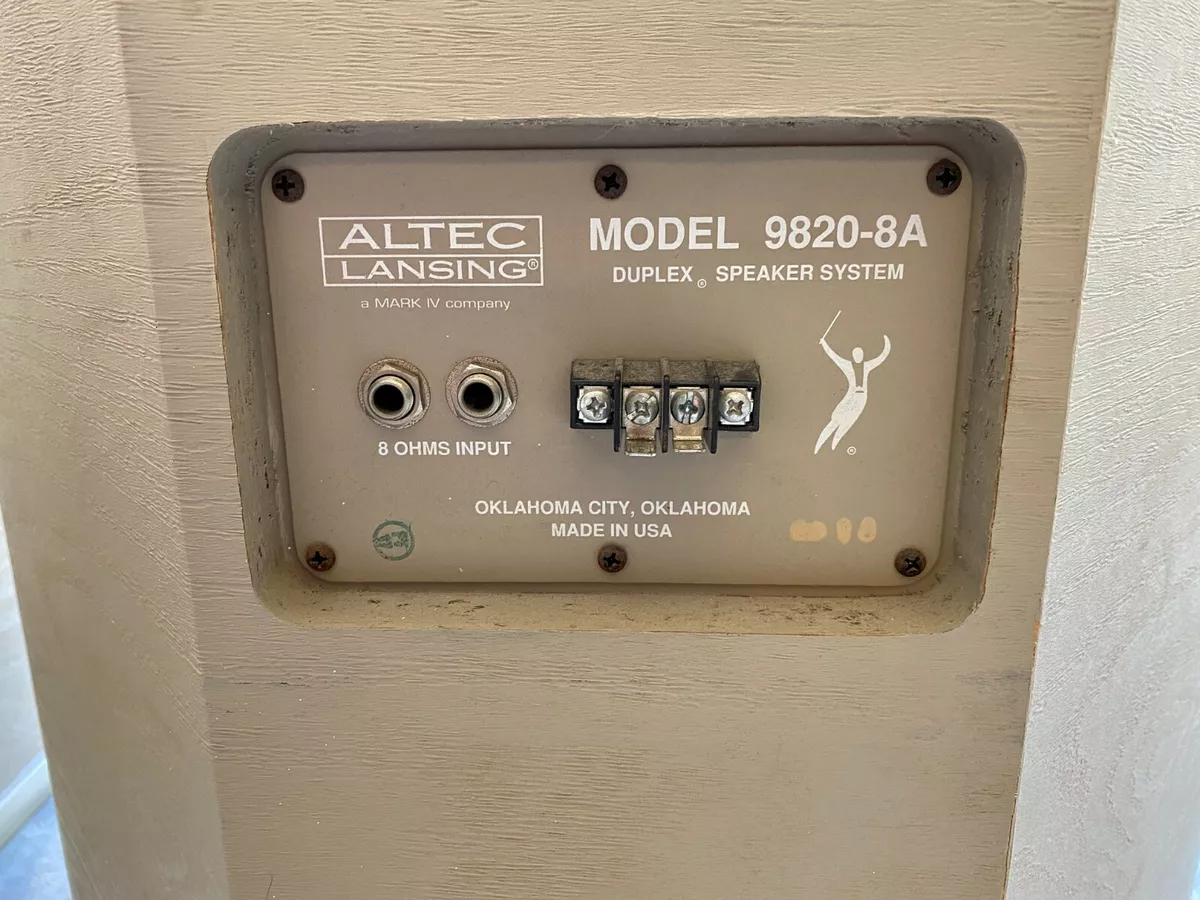 ALTEC
LANSING®
a MARK IV company
MODEL 9820-8A
DUPLEX® SPEAKER SYSTEM
8 OHMS INPUT
®
OKLAHOMA CITY, OKLAHOMA
MADE IN USA